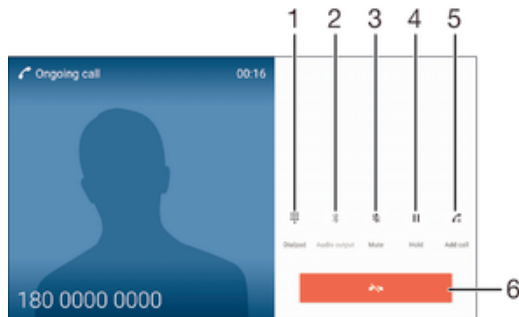 1 2 3 4 5
Ongoing call 00:16
Dialpad Audio output Mute Hold Add call
6
180 0000 0000